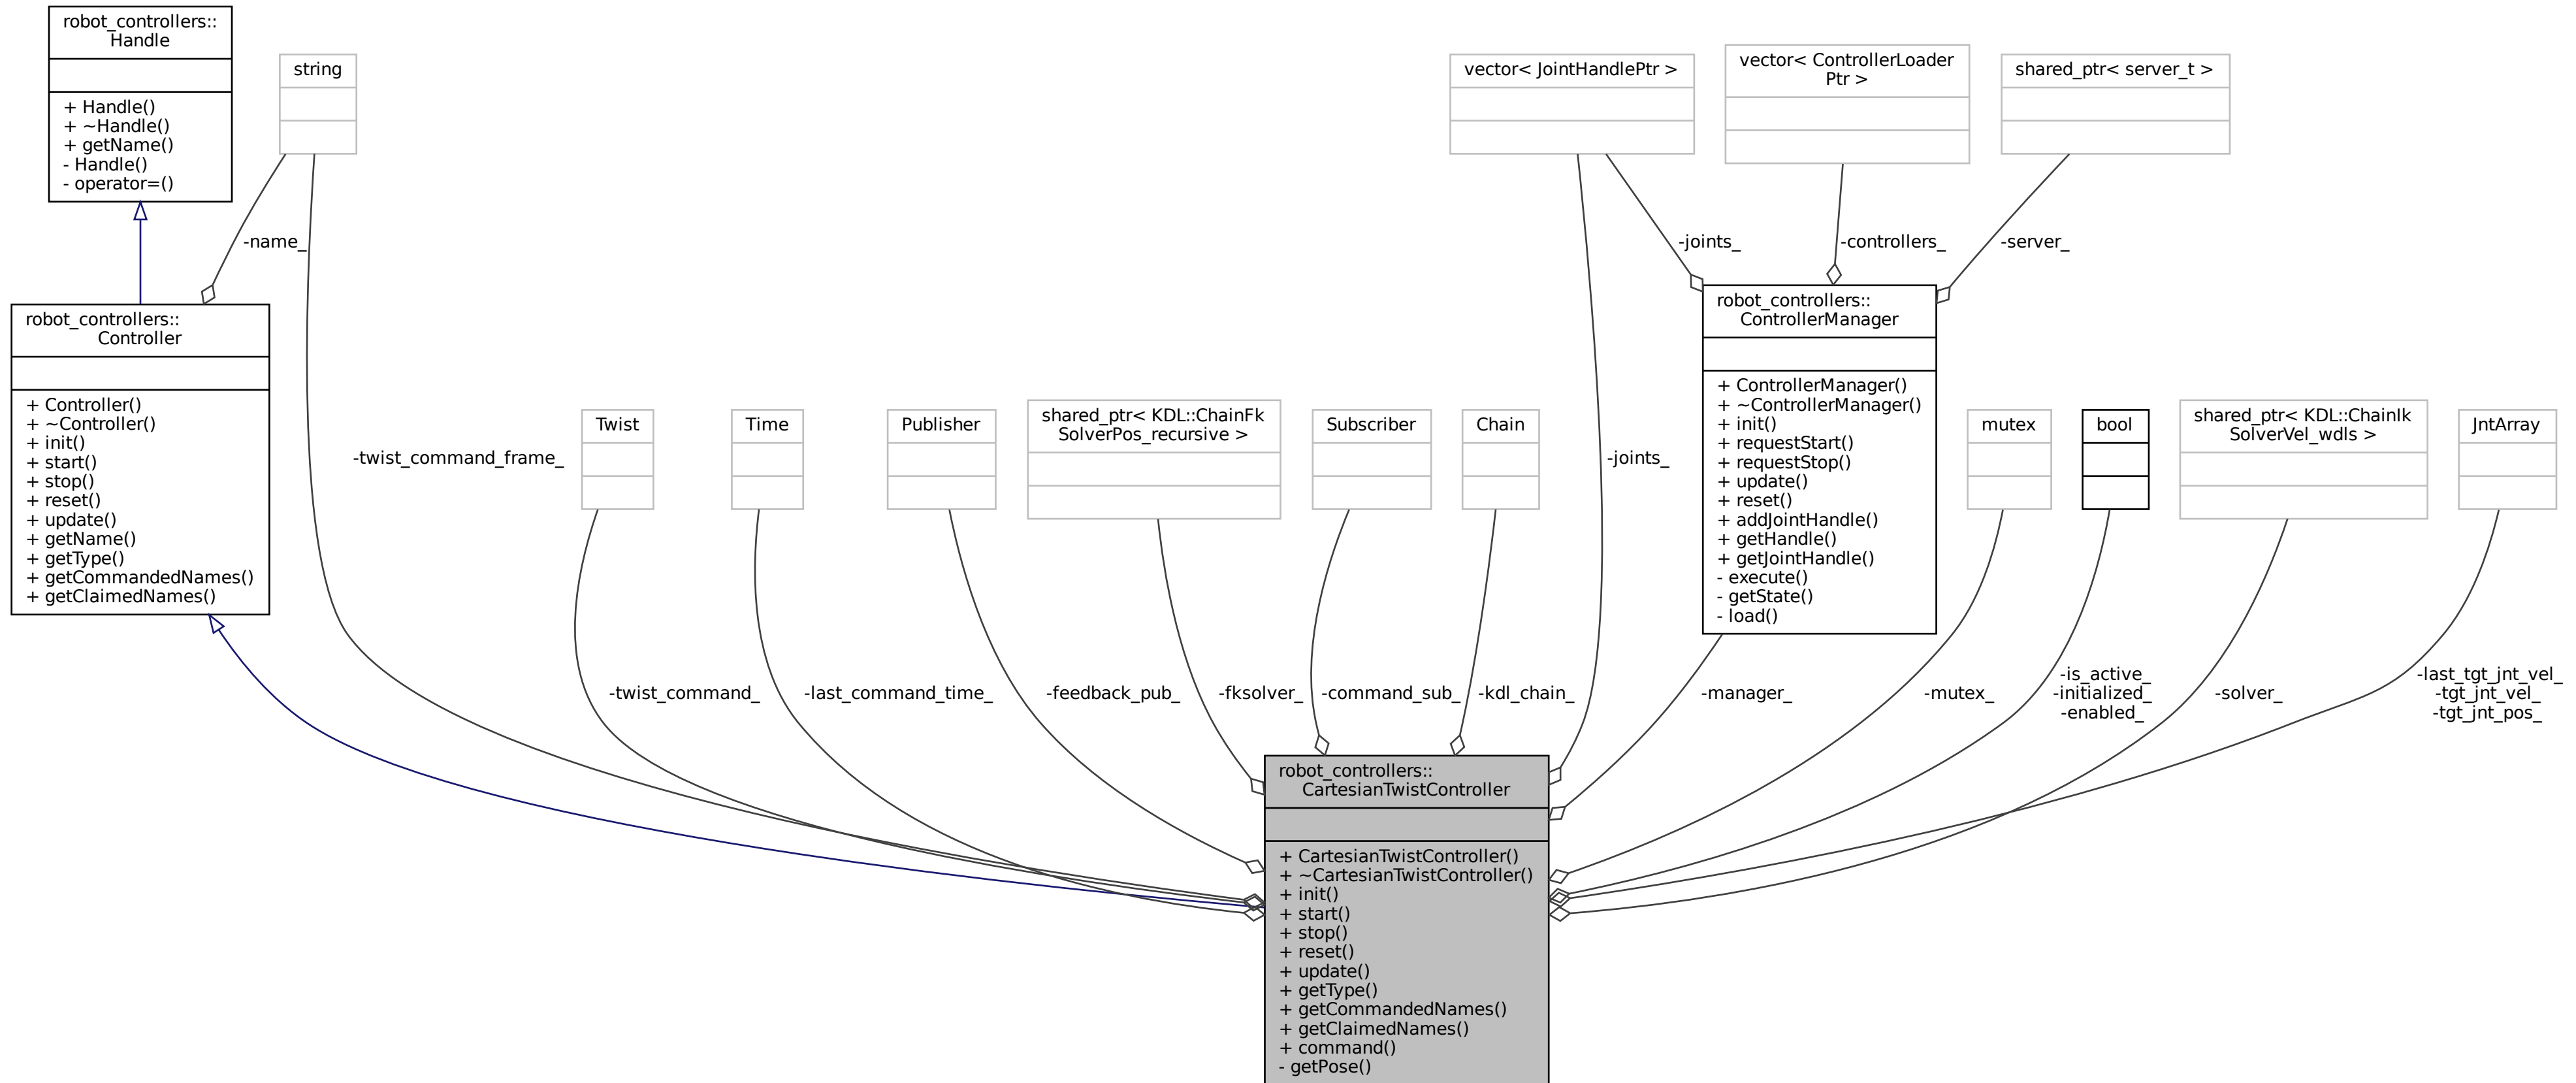 robot_controllers::
Handle
+ Handle()
+ ~Handle()
+ getName()
- Handle()
- operator=()
string
vector< JointHandlePtr >
vector< ControllerLoader
Ptr >
shared_ptr< server_t >
-name_
-joints_
-controllers_
-server_
robot_controllers::
Controller
+ Controller()
+ ~Controller()
+ init()
+ start()
+ stop()
+ reset()
+ update()
+ getName()
+ getType()
+ getCommandedNames()
+ getClaimedNames()
-twist_command_frame_
Twist
Time
Publisher
shared_ptr< KDL::ChainFk
SolverPos_recursive >
Subscriber
Chain
-joints_
robot_controllers::
ControllerManager
+ ControllerManager()
+ ~ControllerManager()
+ init()
+ requestStart()
+ requestStop()
+ update()
+ reset()
+ addJointHandle()
+ getHandle()
+ getJointHandle()
- execute()
- getState()
- load()
mutex
bool
shared_ptr< KDL::ChainIk
SolverVel_wdls >
JntArray
-twist_command_
-last_command_time_
-feedback_pub_
-fksolver_
-command_sub_
-kdl_chain_
-manager_
-mutex_
-is_active_
-initialized_
-enabled_
-solver_
-last_tgt_jnt_vel_
-tgt_jnt_vel_
-tgt_jnt_pos_
robot_controllers::
CartesianTwistController
+ CartesianTwistController()
+ ~CartesianTwistController()
+ init()
+ start()
+ stop()
+ reset()
+ update()
+ getType()
+ getCommandedNames()
+ getClaimedNames()
+ command()
- getPose()